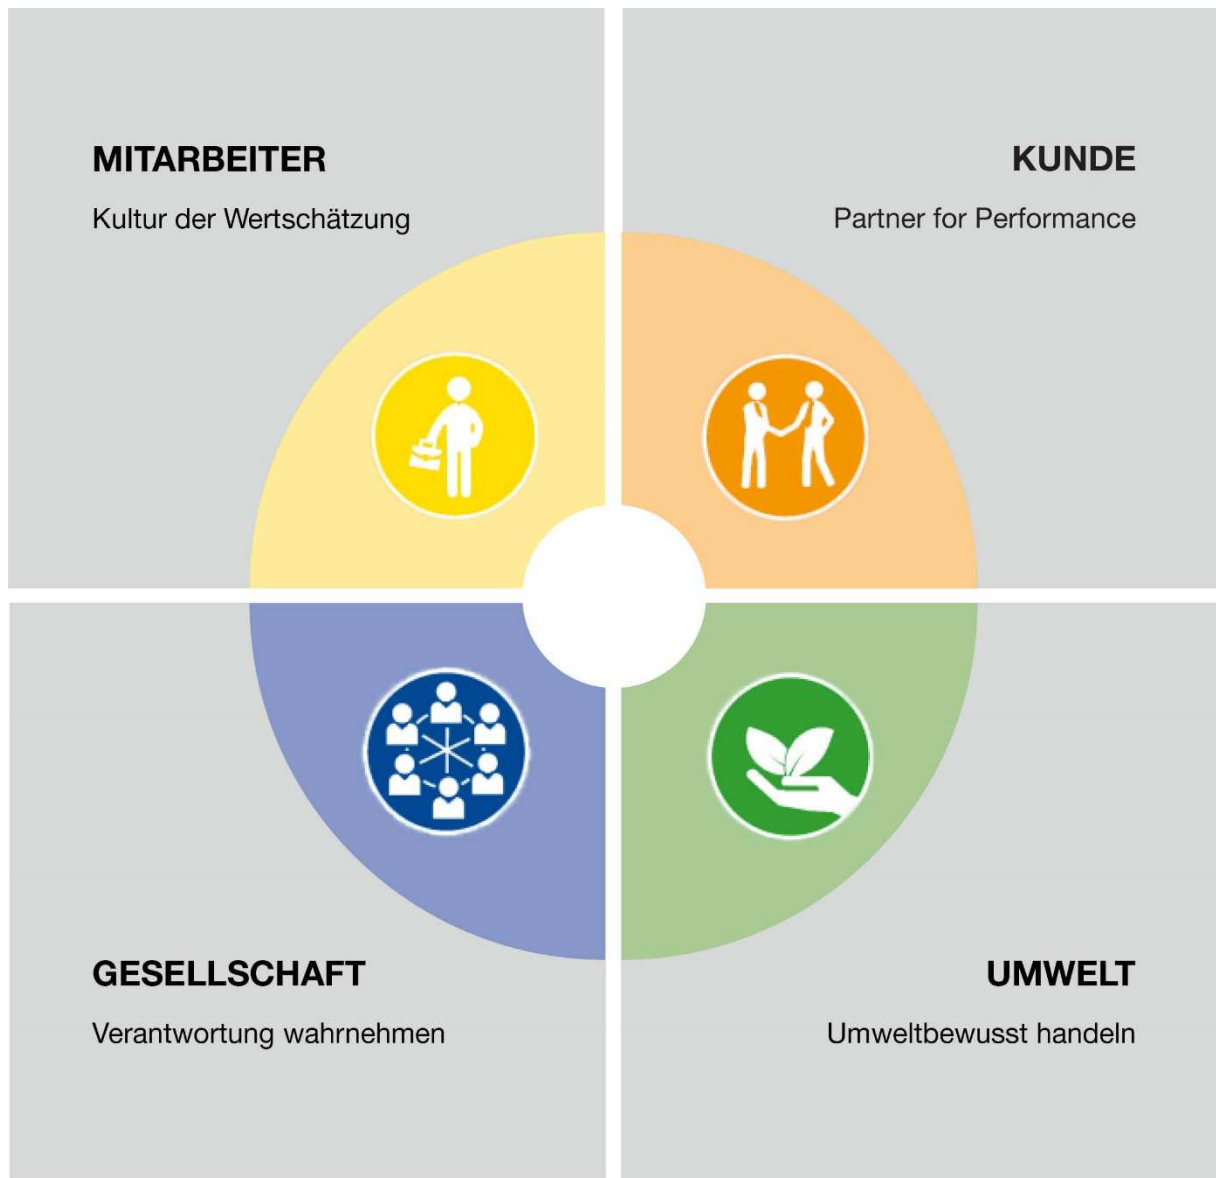 MITARBEITER
Kultur der Wertschätzung
KUNDE
Partner for Performance
GESELLSCHAFT
Verantwortung wahrnehmen
UMWELT
Umweltbewusst handeln